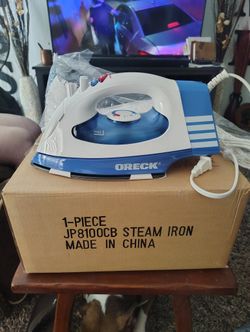 ORECK
1-PIECE
JP8100CB STEAM IRON
MADE IN CHINA